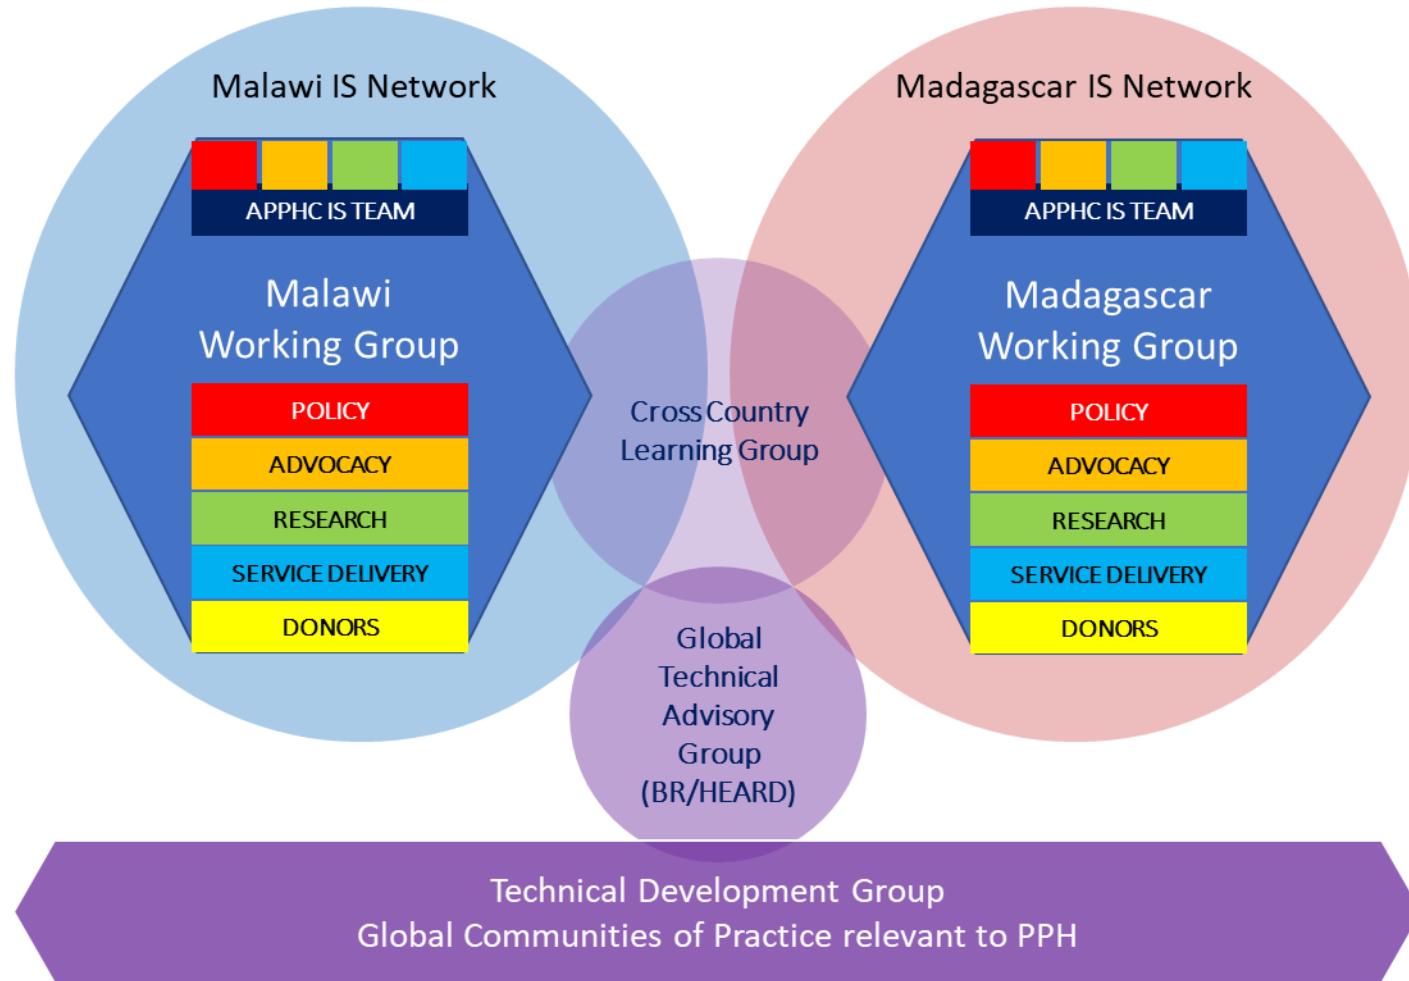 Malawi IS Network
APPHC IS TEAM
Malawi
Working Group
POLICY
ADVOCACY
RESEARCH
SERVICE DELIVERY
DONORS
Madagascar IS Network
APPHC IS TEAM
Madagascar
Working Group
POLICY
ADVOCACY
RESEARCH
SERVICE DELIVERY
DONORS
Cross Country
Learning Group
Global
Technical
Advisory
Group
(BR/HEARD)
Technical Development Group
Global Communities of Practice relevant to PPH